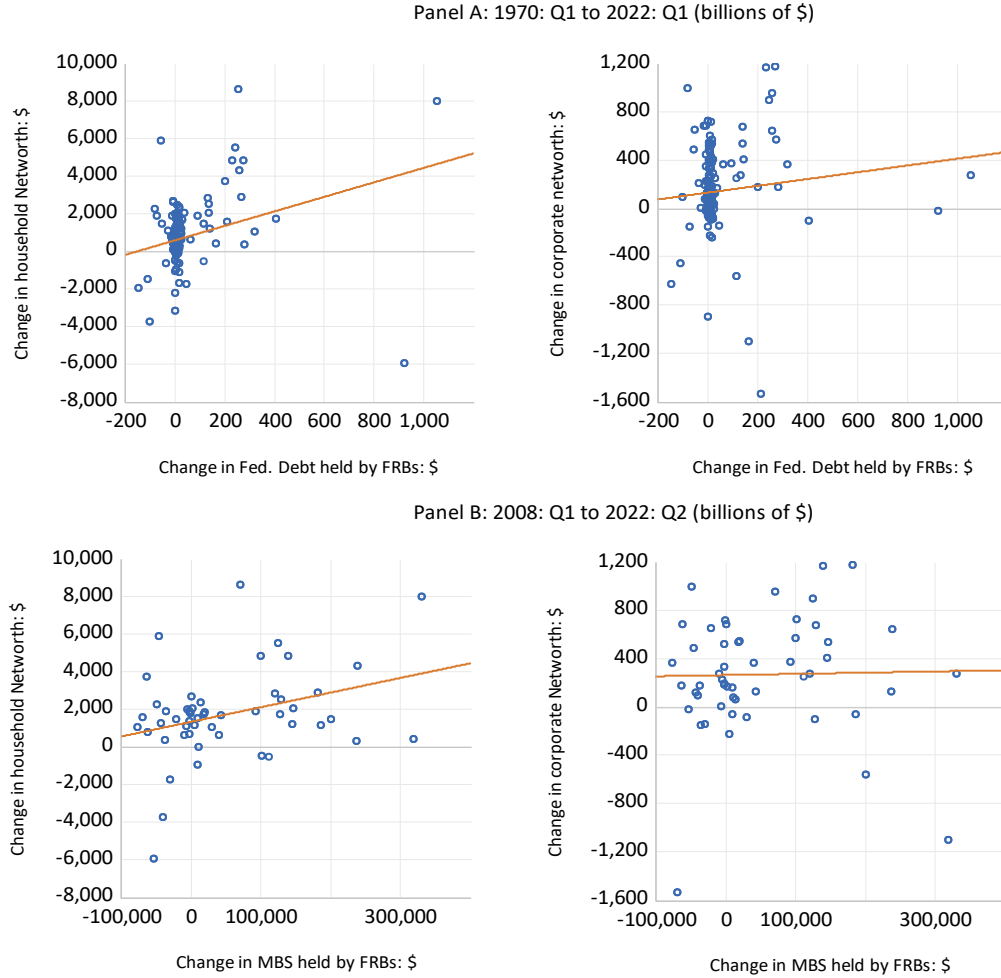 Panel A: 1970: Q1 to 2022: Q1 (billions of $)
Change in household Networth: $
10,000
8,000
6,000
4,000
2,000
0
-2,000
-4,000
-6,000
-8,000
-200 0 200 400 600 800 1,000
Change in Fed. Debt held by FRBs: $
Change in corporate networth: $
1,200
800
400
0
-400
-800
-1,200
-1,600
-200 0 200 400 600 800 1,000
Change in Fed. Debt held by FRBs: $
Panel B: 2008: Q1 to 2022: Q2 (billions of $)
Change in household Networth: $
10,000
8,000
6,000
4,000
2,000
0
-2,000
-4,000
-6,000
-8,000
-100,000 0 100,000 300,000
Change in MBS held by FRBs: $
Change in corporate Networth: $
1,200
800
400
0
-400
-800
-1,200
-1,600
-100,000 0 100,000 300,000
Change in MBS held by FRBs: $